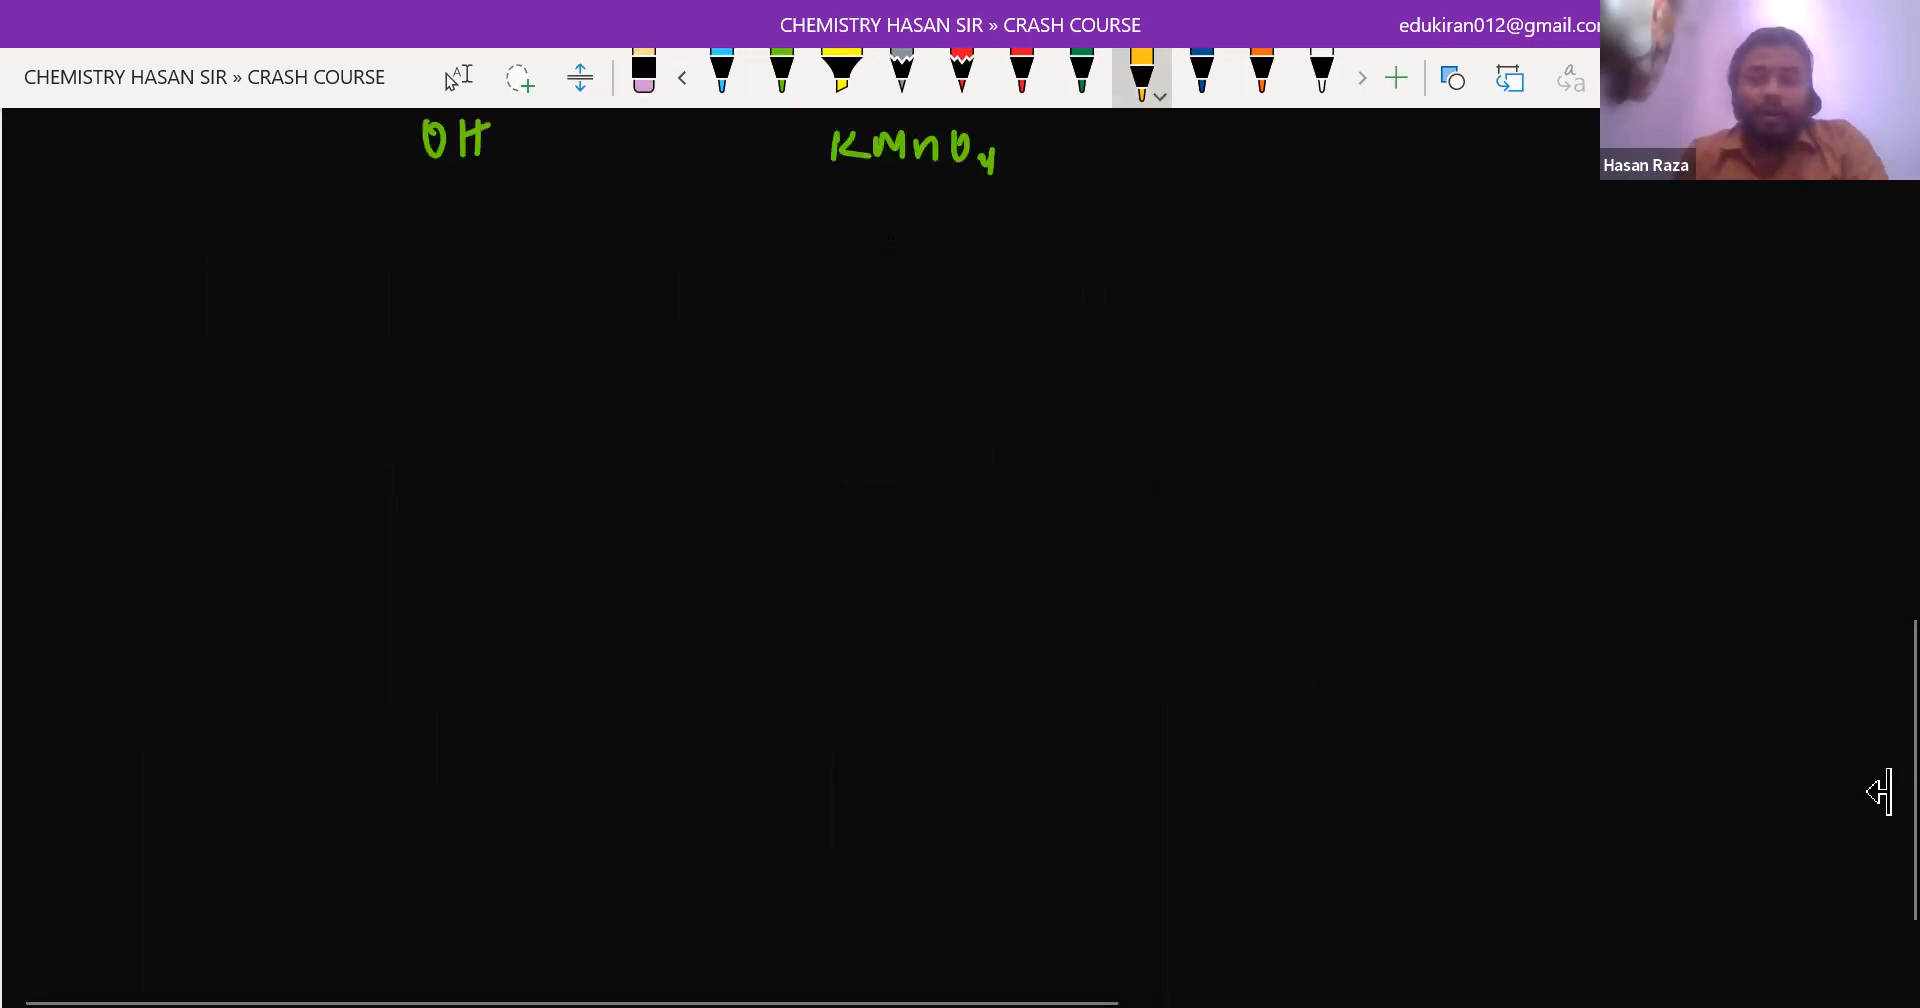 CHEMISTRY HASAN SIR » CRASH COURSE
edukiran012@gmail.co
CHEMISTRY HASAN SIR » CRASH COURSE
Hasan Raza
OH
KMnO4